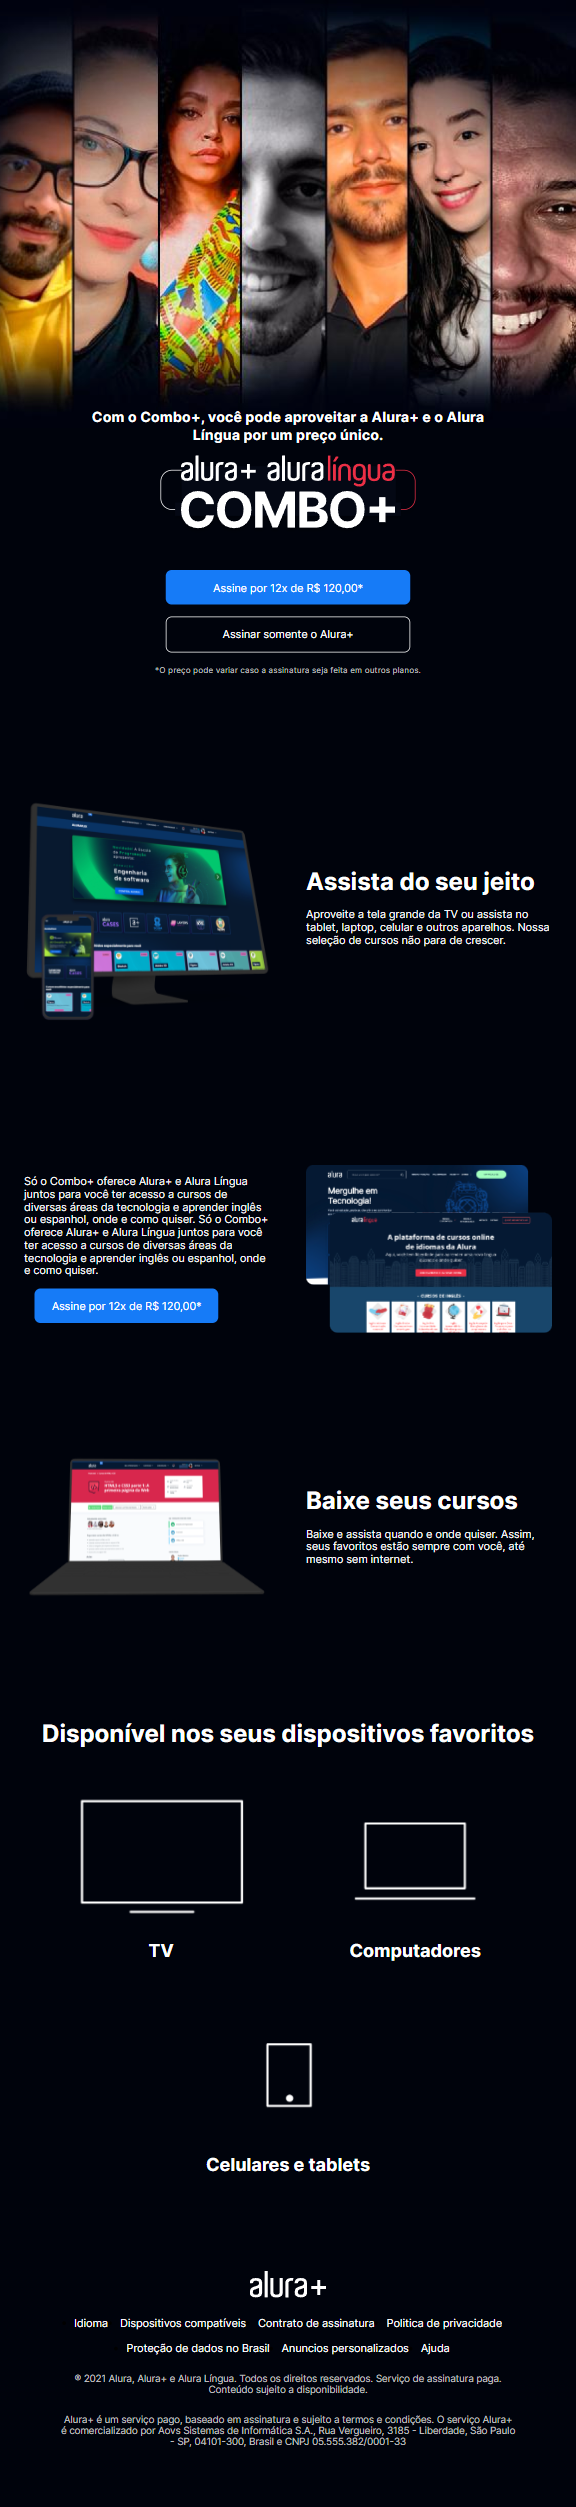 Com o Combo+, você pode aproveitar a Alura+ e o Alura
Língua por um preço único.
alura+ aluralíngua
COMBO+
Assine por 12x de R$ 120,00*
Assinar somente o Alura+
*O preço pode variar caso a assinatura seja feita em outros planos.
alura
Engenharia
de software
Assista do seu jeito
Aproveite a tela grande da TV ou assista no
tablet, laptop, celular e outros aparelhos. Nossa
seleção de cursos não para de crescer.
Só o Combo+ oferece Alura+ e Alura Língua
juntos para você ter acesso a cursos de
diversas áreas da tecnologia e aprender inglês
ou espanhol, onde e como quiser. Só o Combo+
oferece Alura+ e Alura Língua juntos para você
ter acesso a cursos de diversas áreas da
tecnologia e aprender inglês ou espanhol, onde
e como quiser.
Assine por 12x de R$ 120,00*
alura
Mergulhe em
Tecnologia!
aluralíngua
A plataforma de cursos online
de idiomas da Alura
- CURSOS DE INGLÊS -
Baixe seus cursos
Baixe e assista quando e onde quiser. Assim,
seus favoritos estão sempre com você, até
mesmo sem internet.
Disponível nos seus dispositivos favoritos
TV
Computadores
Celulares e tablets
alura+
Idioma Dispositivos compatíveis Contrato de assinatura Politica de privacidade
Proteção de dados no Brasil Anuncios personalizados Ajuda
® 2021 Alura, Alura+ e Alura Língua. Todos os direitos reservados. Serviço de assinatura paga.
Conteúdo sujeito a disponibilidade.
Alura+ é um serviço pago, baseado em assinatura e sujeito a termos e condições. O serviço Alura+
é comercializado por Aovs Sistemas de Informática S.A., Rua Vergueiro, 3185 - Liberdade, São Paulo
- SP, 04101-300, Brasil e CNPJ 05.555.382/0001-33